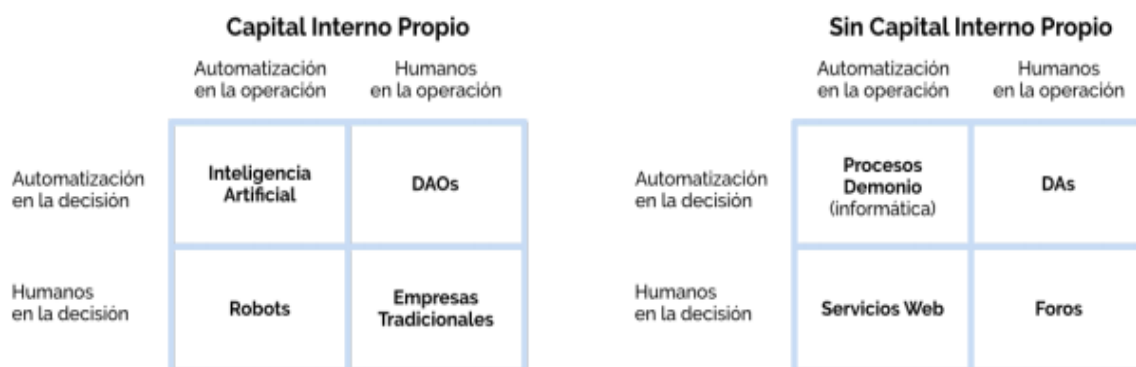 Capital Interno Propio
Sin Capital Interno Propio
Automatización
en la operación
Humanos
en la operación
Automatización
en la operación
Humanos
en la operación
Automatización
en la decisión
Inteligencia
Artificial
DAOs
Automatización
en la decisión
Procesos
Demonio
(informática)
DAs
Humanos
en la decisión
Robots
Empresas
Tradicionales
Humanos
en la decisión
Servicios Web
Foros